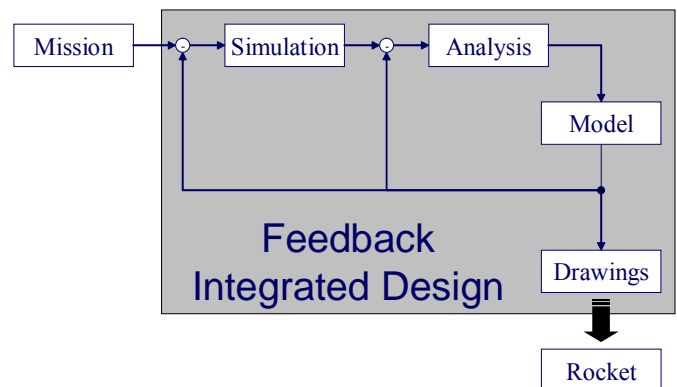 Mission
-
Simulation
-
Analysis
Model
Feedback
Integrated Design
Drawings
Rocket